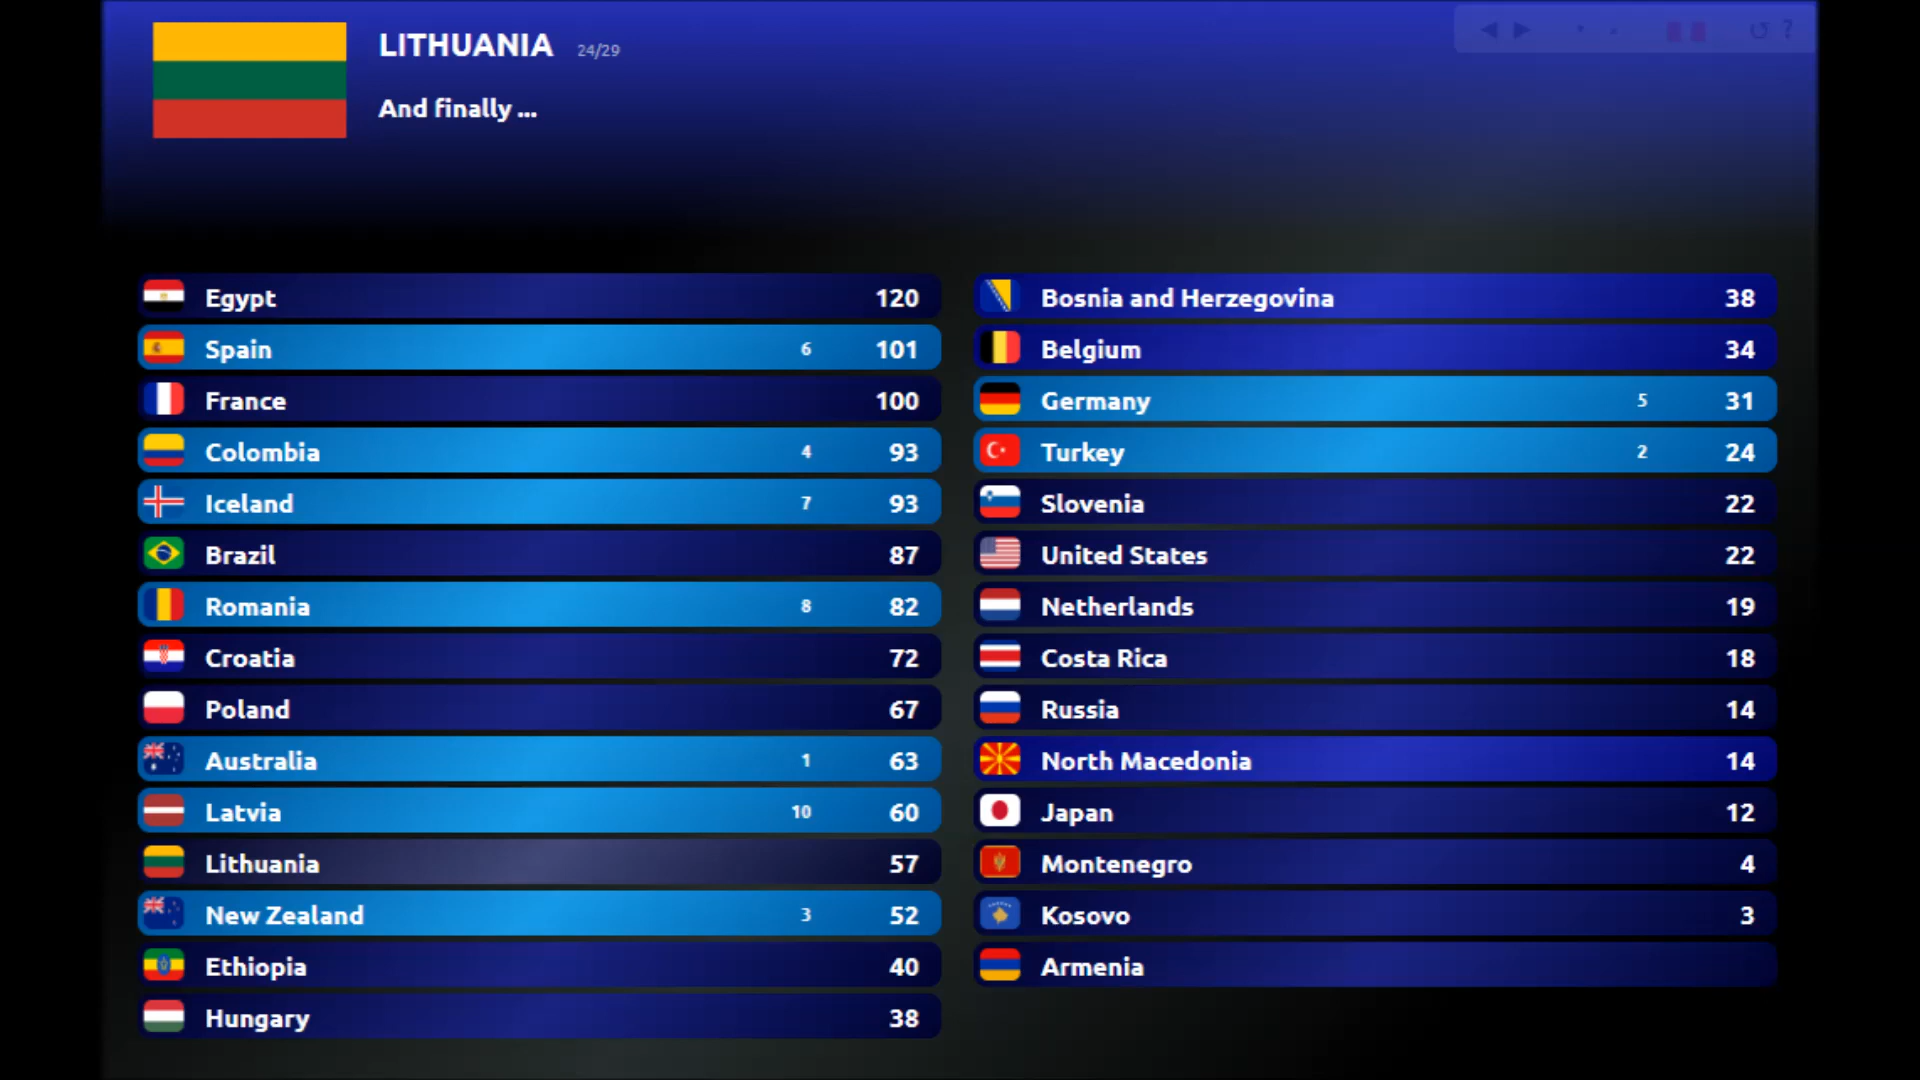 LITHUANIA 24/29
And finally ...
Egypt 120
Spain 6 101
France 100
Colombia 4 93
Iceland 7 93
Brazil 87
Romania 8 82
Croatia 72
Poland 67
Australia 1 63
Latvia 10 60
Lithuania 57
New Zealand 3 52
Ethiopia 40
Hungary 38
Bosnia and Herzegovina 38
Belgium 34
Germany 5 31
Turkey 2 24
Slovenia 22
United States 22
Netherlands 19
Costa Rica 18
Russia 14
North Macedonia 14
Japan 12
Montenegro 4
Kosovo 3
Armenia
?